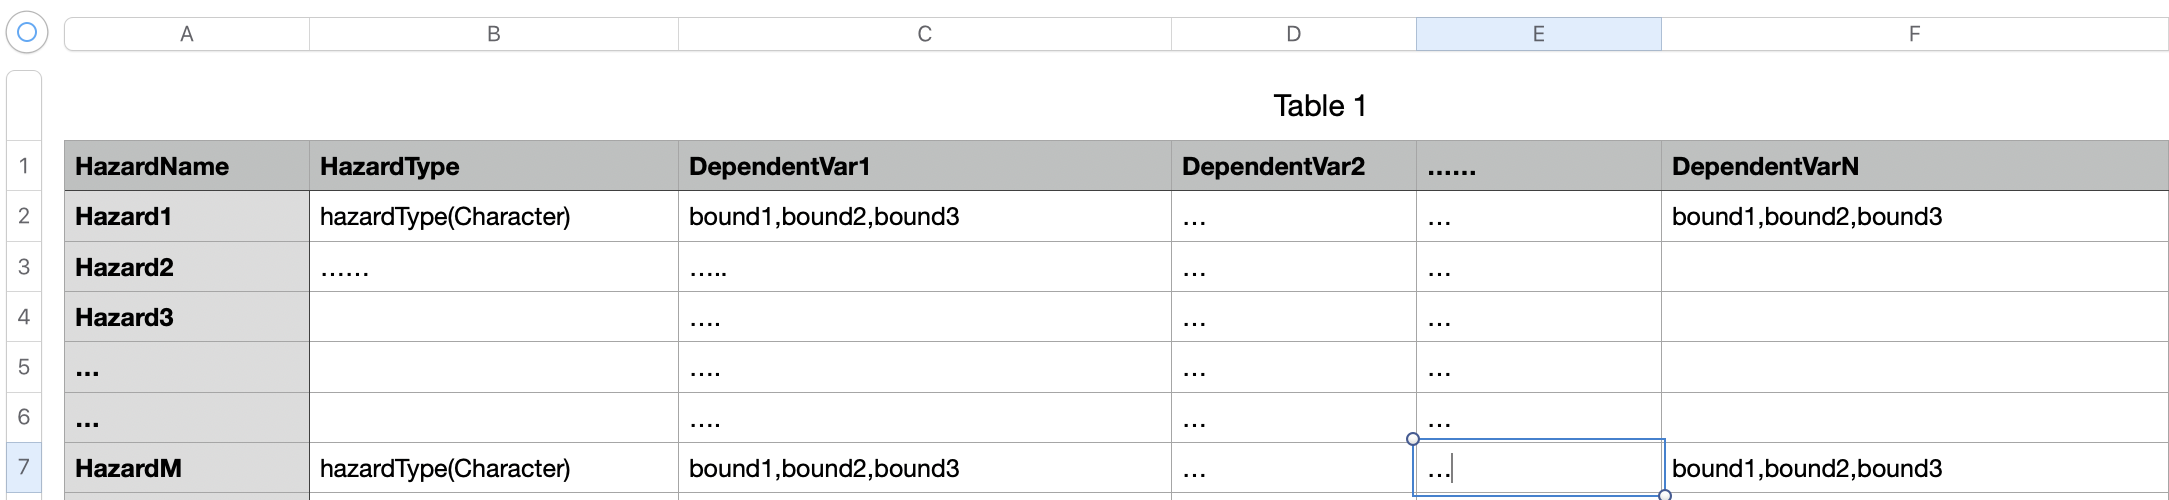 A B C D E F
Table 1
1 HazardName HazardType DependentVar1 DependentVar2 ...... DependentVarN
2 Hazard1 hazardType(Character) bound1,bound2,bound3 ... ... bound1,bound2,bound3
3 Hazard2 ...... ..... ... ...
4 Hazard3 .... ... ...
5 ... .... ... ...
6 ... .... ... ...
7 HazardM hazardType(Character) bound1,bound2,bound3 ... ... bound1,bound2,bound3